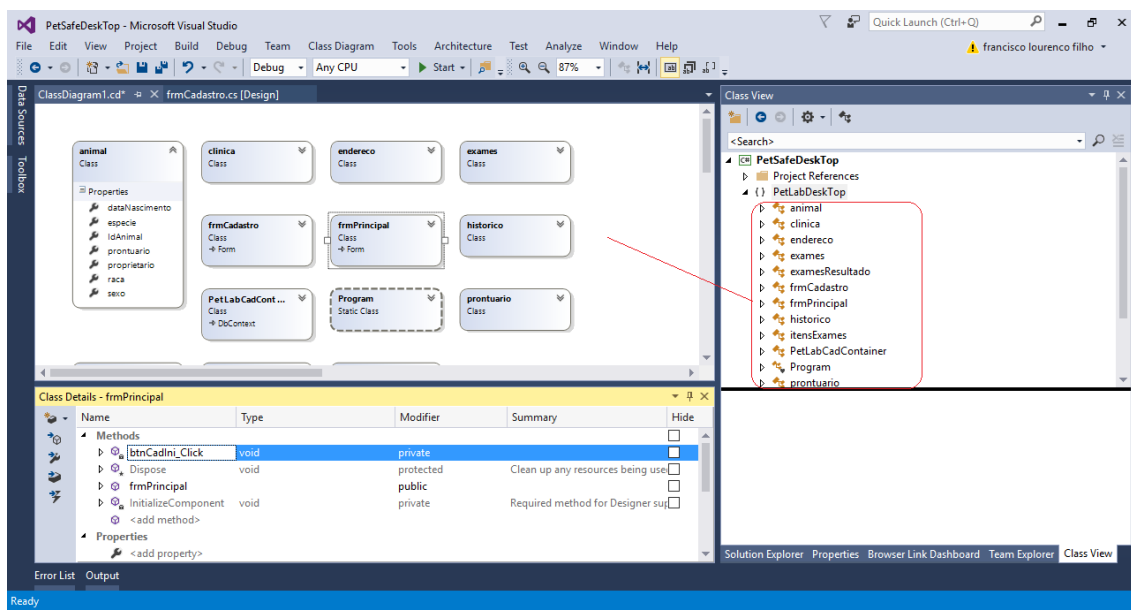 PetSafeDeskTop - Microsoft Visual Studio
Quick Launch (Ctrl+Q)
File Edit View Project Build Debug Team Class Diagram Tools Architecture Test Analyze Window Help
francisco lourenco filho
Debug Any CPU Start 87%
Data Sources
Toolbox
ClassDiagram1.cd* frmCadastro.cs [Design]
animal
Class
Properties
dataNascimento
especie
IdAnimal
prontuario
proprietario
raca
sexo
clinica
Class
endereco
Class
exames
Class
frmCadastro
Class
Form
frmPrincipal
Class
Form
historico
Class
PetLabCadCont...
Class
DbContext
Program
Static Class
prontuario
Class
Class View
<Search>
PetSafeDeskTop
Project References
{ } PetLabDeskTop
animal
clinica
endereco
exames
examesResultado
frmCadastro
frmPrincipal
historico
itensExames
PetLabCadContainer
Program
prontuario
Class Details - frmPrincipal
Name Type Modifier Summary Hide
Methods
btnCadIni_Click void private
Dispose void protected Clean up any resources being use
frmPrincipal public
InitializeComponent void private Required method for Designer sup
<add method>
Properties
<add property>
Solution Explorer Properties Browser Link Dashboard Team Explorer Class View
Error List Output
Ready